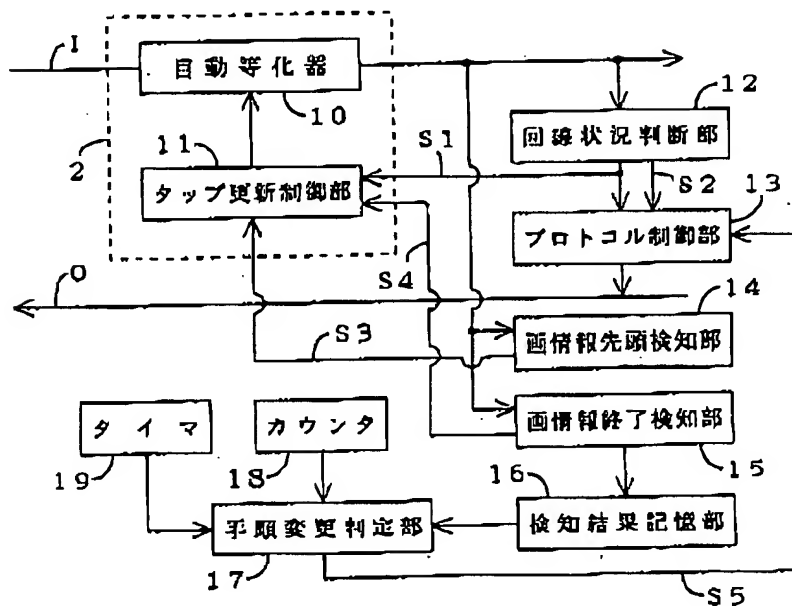 I
自動等化器
10
12
回線状況判断部
11
S1
2
タップ更新制御部
S2
13
プロトコル制御部
S4
O
14
画情報先頭検知部
S3
タイマ
カウンタ
画情報終了検知部
19
18
16
15
手順変更判定部
検知結果記憶部
17
S5